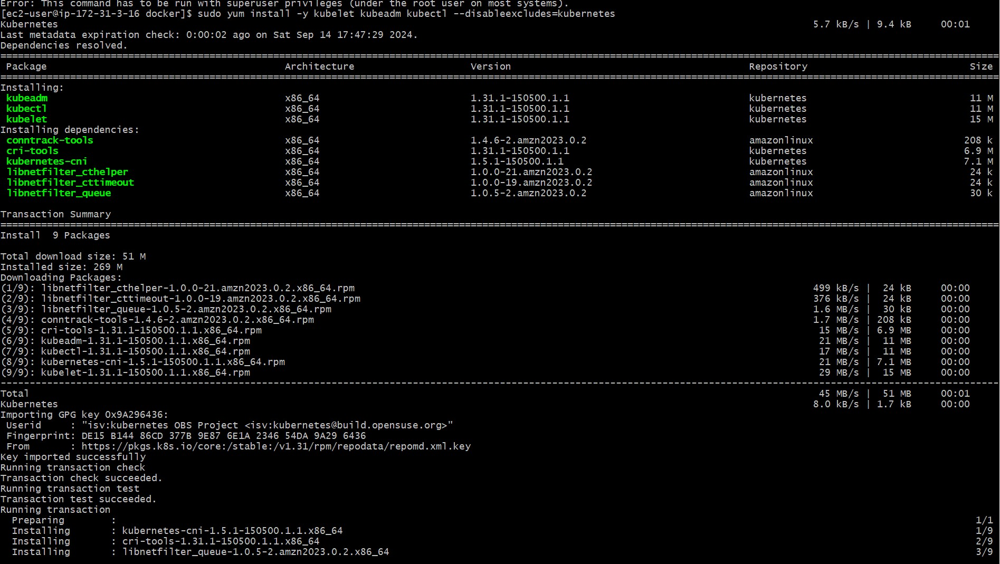 Error: This command has to be run with superuser privileges (under the root user on most systems).
[ec2-user@ip-172-31-3-16 docker]$ sudo yum install -y kubelet kubeadm kubectl --disableexcludes=kubernetes
Kubernetes 5.7 kB/s | 9.4 kB 00:01
Last metadata expiration check: 0:00:02 ago on Sat Sep 14 17:47:29 2024.
Dependencies resolved.
Package Architecture Version Repository Size
Installing:
kubeadm x86_64 1.31.1-150500.1.1 kubernetes 11 M
kubectl x86_64 1.31.1-150500.1.1 kubernetes 11 M
kubelet x86_64 1.31.1-150500.1.1 kubernetes 15 M
Installing dependencies:
conntrack-tools x86_64 1.4.6-2.amzn2023.0.2 amazonlinux 208 k
cri-tools x86_64 1.31.1-150500.1.1 kubernetes 6.9 M
kubernetes-cni x86_64 1.5.1-150500.1.1 kubernetes 7.1 M
libnetfilter_cthelper x86_64 1.0.0-21.amzn2023.0.2 amazonlinux 24 k
libnetfilter_cttimeout x86_64 1.0.0-19.amzn2023.0.2 amazonlinux 24 k
libnetfilter_queue x86_64 1.0.5-2.amzn2023.0.2 amazonlinux 30 k
Transaction Summary
Install 9 Packages
Total download size: 51 M
Installed size: 269 M
Downloading Packages:
(1/9): libnetfilter_cthelper-1.0.0-21.amzn2023.0.2.x86_64.rpm 499 kB/s | 24 kB 00:00
(2/9): libnetfilter_cttimeout-1.0.0-19.amzn2023.0.2.x86_64.rpm 376 kB/s | 24 kB 00:00
(3/9): libnetfilter_queue-1.0.5-2.amzn2023.0.2.x86_64.rpm 1.6 MB/s | 30 kB 00:00
(4/9): conntrack-tools-1.4.6-2.amzn2023.0.2.x86_64.rpm 1.7 MB/s | 208 kB 00:00
(5/9): cri-tools-1.31.1-150500.1.1.x86_64.rpm 15 MB/s | 6.9 MB 00:00
(6/9): kubeadm-1.31.1-150500.1.1.x86_64.rpm 21 MB/s | 11 MB 00:00
(7/9): kubectl-1.31.1-150500.1.1.x86_64.rpm 17 MB/s | 11 MB 00:00
(8/9): kubernetes-cni-1.5.1-150500.1.1.x86_64.rpm 21 MB/s | 7.1 MB 00:00
(9/9): kubelet-1.31.1-150500.1.1.x86_64.rpm 29 MB/s | 15 MB 00:00
Total 45 MB/s | 51 MB 00:01
Kubernetes 8.0 kB/s | 1.7 kB 00:00
Importing GPG key 0x9A296436:
Userid : "isv:kubernetes OBS Project <isv:kubernetes@build.opensuse.org>"
Fingerprint: DE15 B144 86CD 377B 9E87 6E1A 2346 54DA 9A29 6436
From : https://pkgs.k8s.io/core:/stable:/v1.31/rpm/repodata/repomd.xml.key
Key imported successfully
Running transaction check
Transaction check succeeded.
Running transaction test
Transaction test succeeded.
Running transaction
Preparing : 1/1
Installing : kubernetes-cni-1.5.1-150500.1.1.x86_64 1/9
Installing : cri-tools-1.31.1-150500.1.1.x86_64 2/9
Installing : libnetfilter_queue-1.0.5-2.amzn2023.0.2.x86_64 3/9